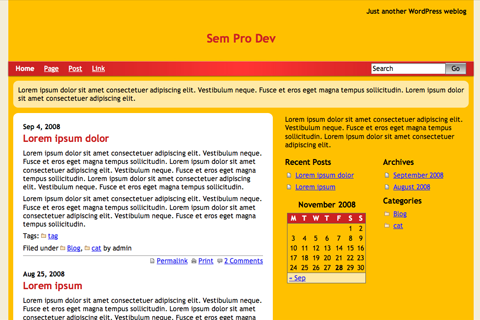 Just another WordPress weblog
Sem Pro Dev
Home Page Post Link
Search Go
Lorem ipsum dolor sit amet consectetuer adipiscing elit. Vestibulum neque. Fusce et eros eget magna tempus sollicitudin. Lorem ipsum dolor
sit amet consectetuer adipiscing elit.
Sep 4, 2008
Lorem ipsum dolor
Lorem ipsum dolor sit amet consectetuer adipiscing elit. Vestibulum neque.
Fusce et eros eget magna tempus sollicitudin. Lorem ipsum dolor sit amet
consectetuer adipiscing elit. Vestibulum neque. Fusce et eros eget magna tempus
sollicitudin. Lorem ipsum dolor sit amet consectetuer adipiscing elit. Vestibulum
neque. Fusce et eros eget magna tempus sollicitudin.
Lorem ipsum dolor sit amet consectetuer adipiscing elit. Vestibulum neque.
Fusce et eros eget magna tempus sollicitudin. Lorem ipsum dolor sit amet
consectetuer adipiscing elit.
Tags: tag
Filed under Blog, cat by admin
Permalink Print 2 Comments
Aug 25, 2008
Lorem ipsum
Lorem ipsum dolor sit amet consectetuer adipiscing elit. Vestibulum neque.
Fusce et eros eget magna tempus sollicitudin. Lorem ipsum dolor sit amet
consectetuer adipiscing elit. Vestibulum neque. Fusce et eros eget magna tempus
Lorem ipsum dolor sit amet consectetuer adipiscing elit.
Vestibulum neque. Fusce et eros eget magna tempus
sollicitudin. Lorem ipsum dolor sit amet consectetuer
adipiscing elit.
Recent Posts
Lorem ipsum dolor
Lorem ipsum
November 2008
M T W T F S S
1 2
3 4 5 6 7 8 9
10 11 12 13 14 15 16
17 18 19 20 21 22 23
24 25 26 27 28 29 30
« Sep
Archives
September 2008
August 2008
Categories
Blog
cat